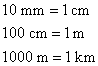 10 mm = 1 cm
100 cm = 1 m
1000 m = 1 km